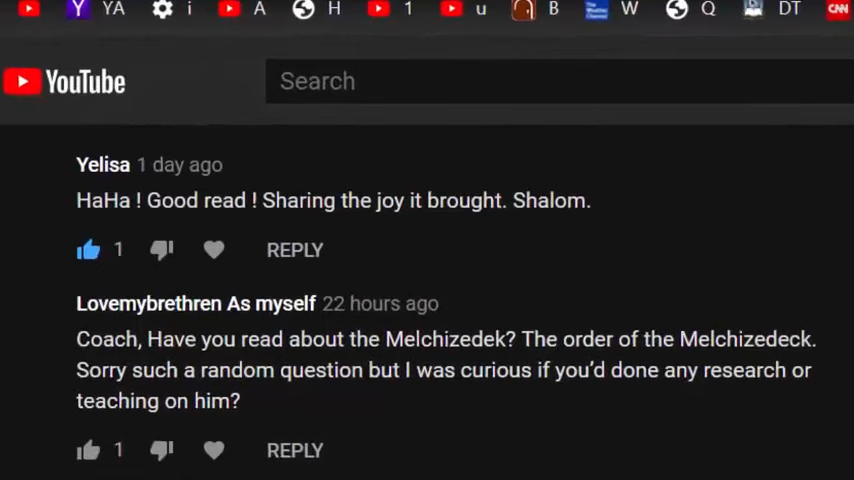 YA i A H 1 u B The Weather Channel W Q DT CNN
YouTube Search
Yelisa 1 day ago
HaHa ! Good read ! Sharing the joy it brought. Shalom.
1 REPLY
Lovemybrethren As myself 22 hours ago
Coach, Have you read about the Melchizedek? The order of the Melchizedeck.
Sorry such a random question but I was curious if you’d done any research or
teaching on him?
1 REPLY